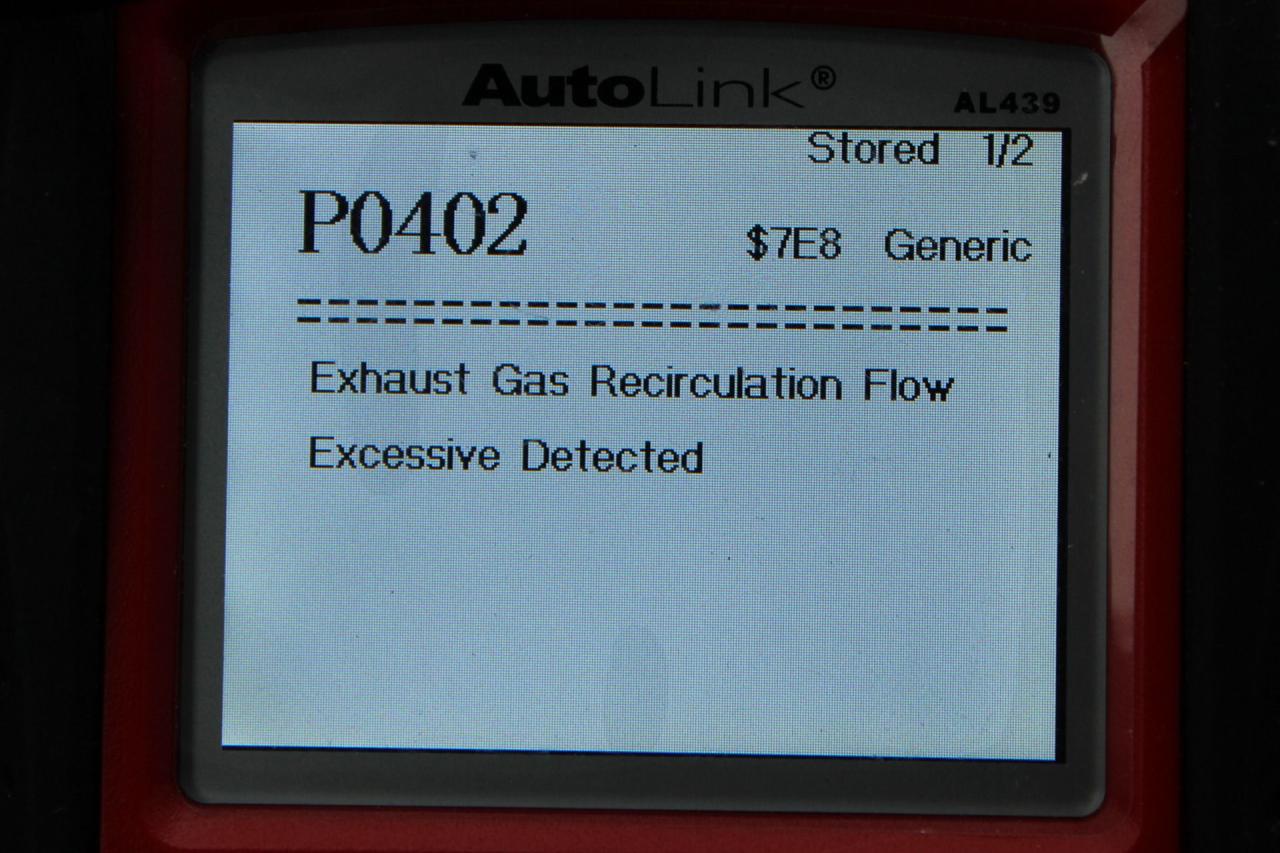 AutoLink®
AL439
Stored 1/2
P0402 $7E8 Generic
========================
Exhaust Gas Recirculation Flow
Excessive Detected